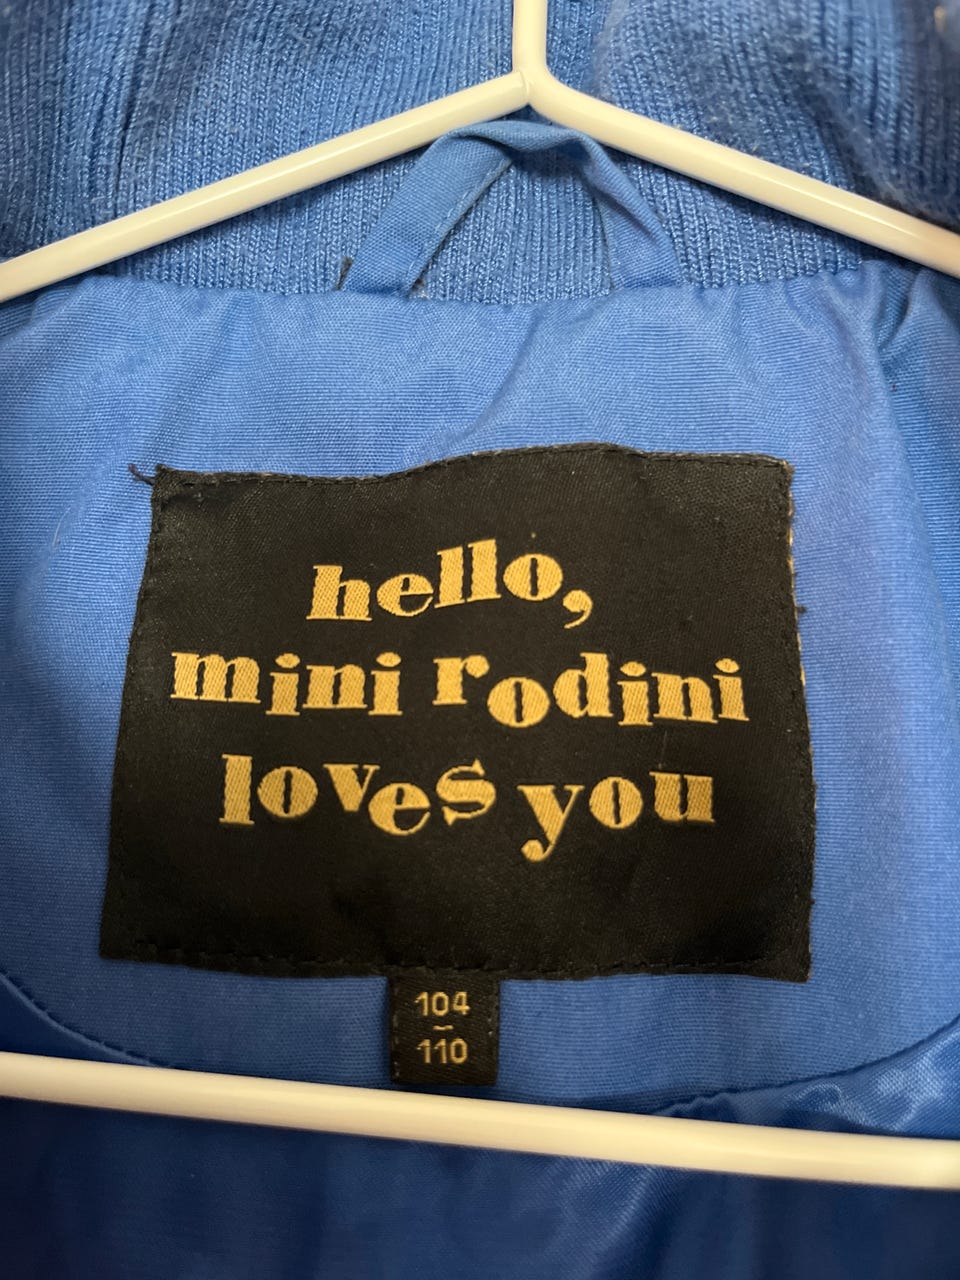 hello,
mini rodini
loves you
104
–
110